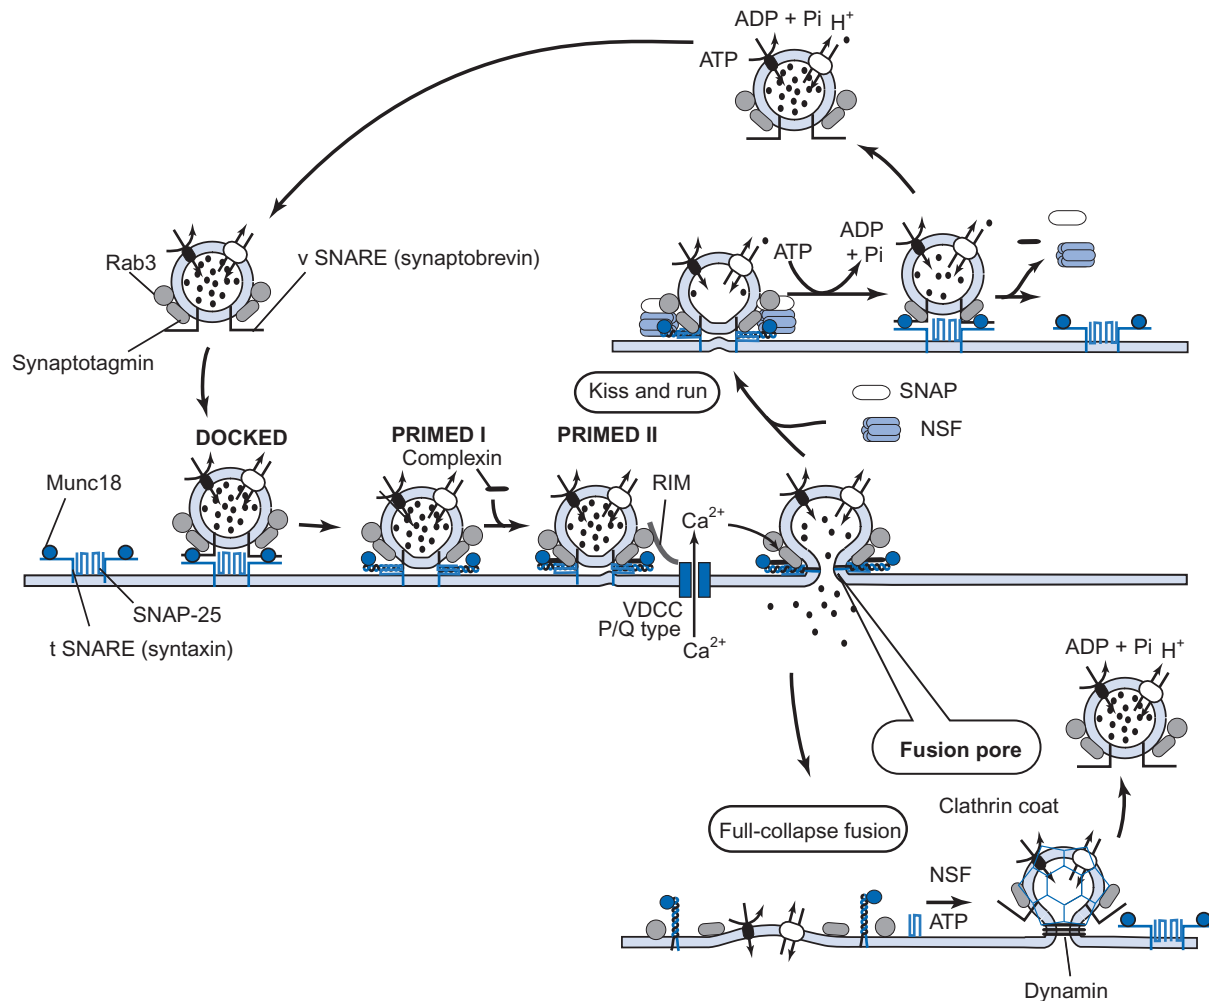 ADP + Pi H+
ATP
Rab3
v SNARE (synaptobrevin)
Synaptotagmin
ATP
ADP
+ Pi
Kiss and run
SNAP
NSF
DOCKED
PRIMED I
Complexin
PRIMED II
Munc18
RIM
Ca2+
SNAP-25
t SNARE (syntaxin)
VDCC
P/Q type
Ca2+
ADP + Pi H+
Fusion pore
Clathrin coat
Full-collapse fusion
NSF
ATP
Dynamin